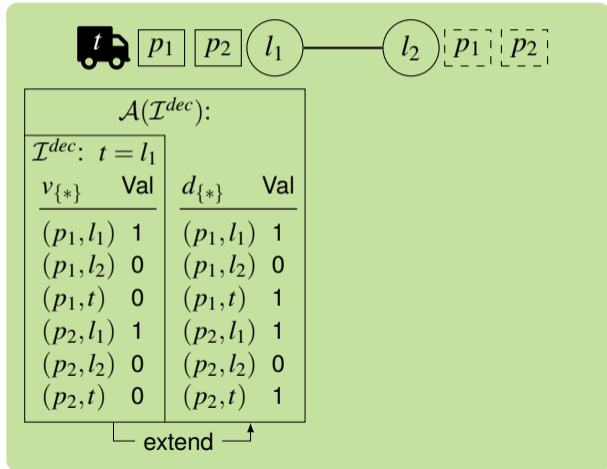 t p₁ p₂ l₁ l₂ p₁ p₂
𝒜(ℐᵈᵉᶜ):
ℐᵈᵉᶜ: t = l₁
v{∗} Val d{∗} Val
(p₁, l₁) 1 (p₁, l₁) 1
(p₁, l₂) 0 (p₁, l₂) 0
(p₁, t) 0 (p₁, t) 1
(p₂, l₁) 1 (p₂, l₁) 1
(p₂, l₂) 0 (p₂, l₂) 0
(p₂, t) 0 (p₂, t) 1
extend